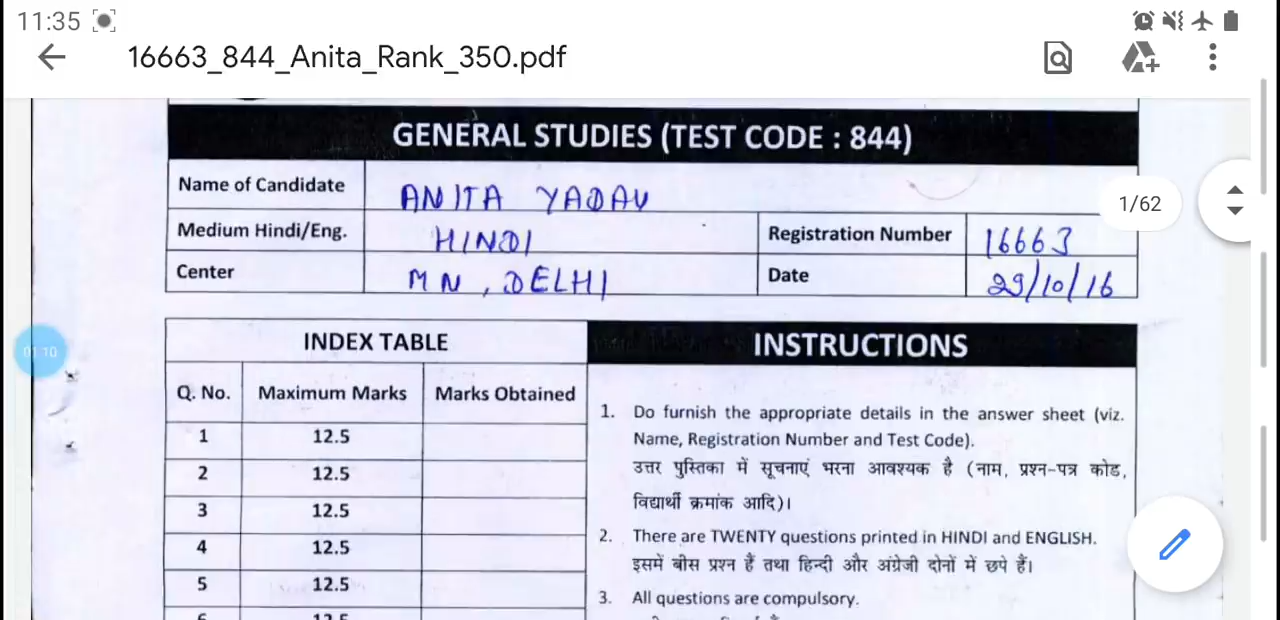 11:35
16663_844_Anita_Rank_350.pdf
GENERAL STUDIES (TEST CODE : 844)
Name of Candidate ANITA YADAV
1/62
Medium Hindi/Eng. HINDI Registration Number 16663
Center MN, DELHI Date 29/10/16
01:10
INDEX TABLE
Q. No. Maximum Marks Marks Obtained
1 12.5
2 12.5
3 12.5
4 12.5
5 12.5
6 12.5
INSTRUCTIONS
1. Do furnish the appropriate details in the answer sheet (viz.
Name, Registration Number and Test Code).
उत्तर पुस्तिका में सूचनाएं भरना आवश्यक है (नाम, प्रश्न-पत्र कोड,
विद्यार्थी क्रमांक आदि)।
2. There are TWENTY questions printed in HINDI and ENGLISH.
इसमें बीस प्रश्न हैं तथा हिन्दी और अंग्रेजी दोनों में छपे हैं।
3. All questions are compulsory.